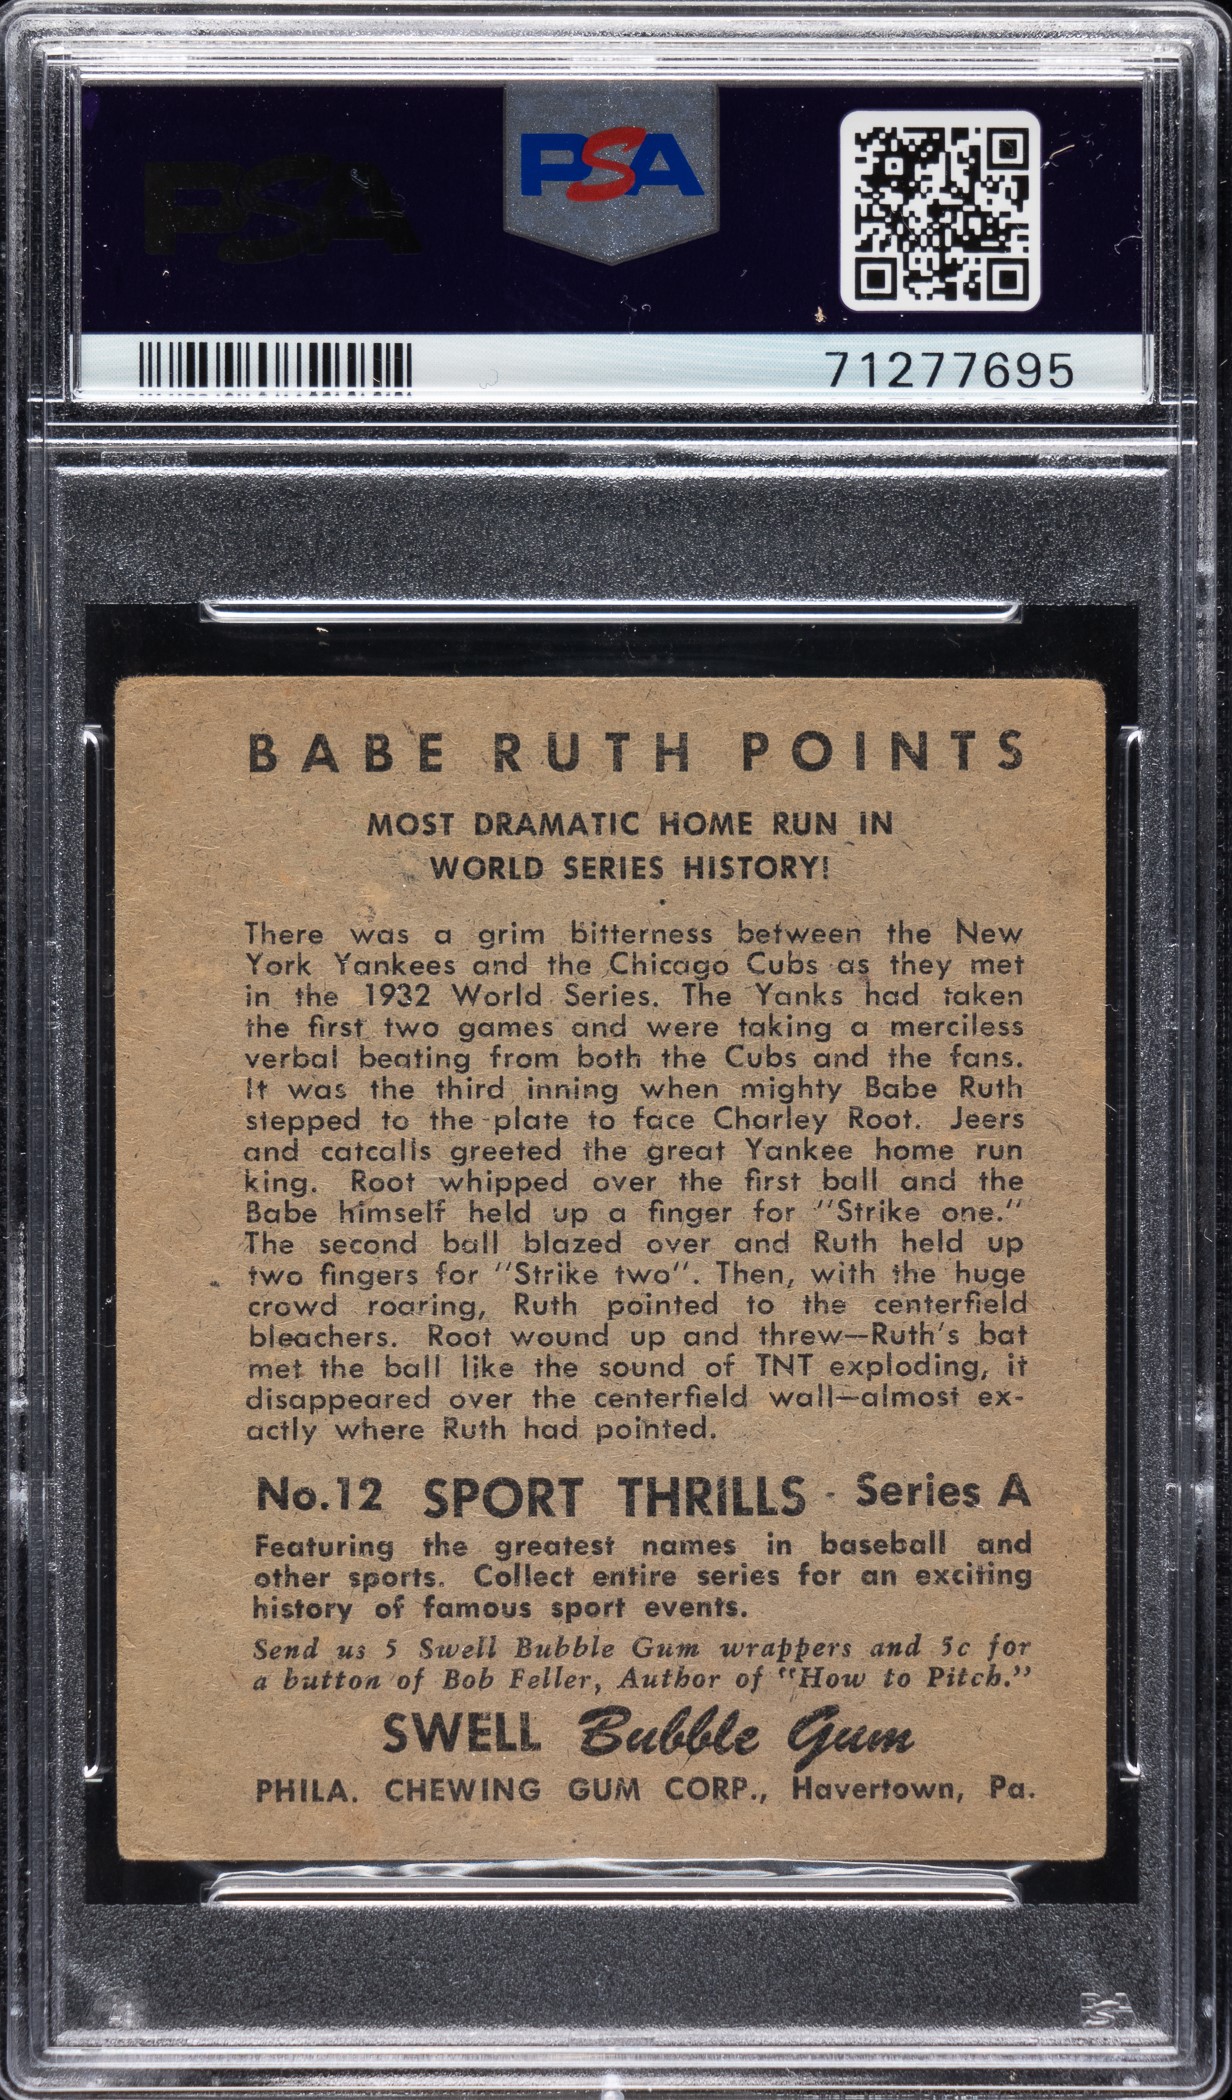 PSA
PSA
71277695
BABE RUTH POINTS
MOST DRAMATIC HOME RUN IN
WORLD SERIES HISTORY!
There was a grim bitterness between the New
York Yankees and the Chicago Cubs as they met
in the 1932 World Series. The Yanks had taken
the first two games and were taking a merciless
verbal beating from both the Cubs and the fans.
It was the third inning when mighty Babe Ruth
stepped to the plate to face Charley Root. Jeers
and catcalls greeted the great Yankee home run
king. Root whipped over the first ball and the
Babe himself held up a finger for "Strike one."
The second ball blazed over and Ruth held up
two fingers for "Strike two". Then, with the huge
crowd roaring, Ruth pointed to the centerfield
bleachers. Root wound up and threw—Ruth's bat
met the ball like the sound of TNT exploding, it
disappeared over the centerfield wall—almost ex-
actly where Ruth had pointed.
No.12 SPORT THRILLS - Series A
Featuring the greatest names in baseball and
other sports. Collect entire series for an exciting
history of famous sport events.
Send us 5 Swell Bubble Gum wrappers and 5c for
a button of Bob Feller, Author of "How to Pitch."
SWELL Bubble Gum
PHILA. CHEWING GUM CORP., Havertown, Pa.
PSA